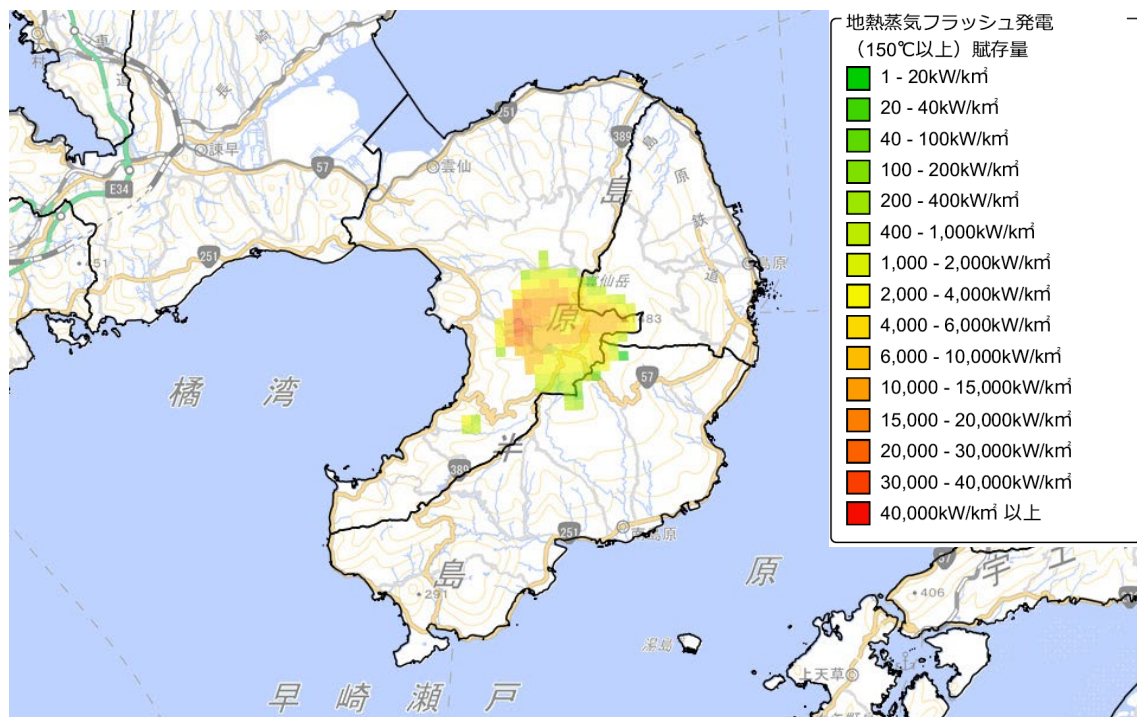 地熱蒸気フラッシュ発電
(150℃以上)賦存量
1 - 20kW/k㎡
20 - 40kW/k㎡
40 - 100kW/k㎡
100 - 200kW/k㎡
200 - 400kW/k㎡
400 - 1,000kW/k㎡
1,000 - 2,000kW/k㎡
2,000 - 4,000kW/k㎡
4,000 - 6,000kW/k㎡
6,000 - 10,000kW/k㎡
10,000 - 15,000kW/k㎡
15,000 - 20,000kW/k㎡
20,000 - 30,000kW/k㎡
30,000 - 40,000kW/k㎡
40,000kW/k㎡ 以上
村
諫早
57
E34
251
251
389
雲仙
島
原
鉄
道
島
仙岳
島原
原
1483
57
橘湾
半
389
251
南島原
島
291
原
宇土
406
湯島
上天草
早崎瀬戸